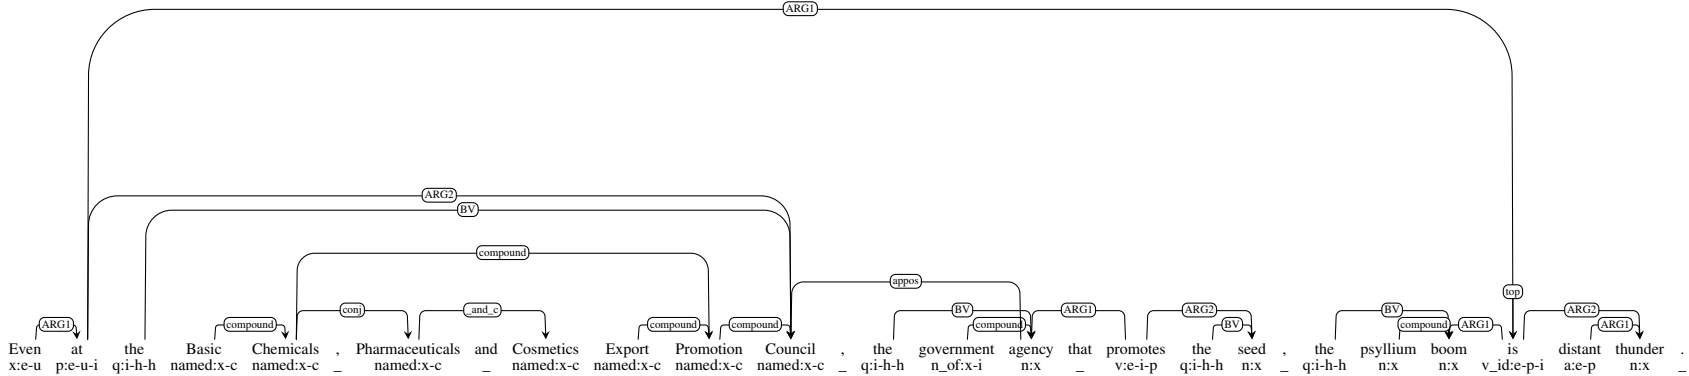 ARG1
ARG2
BV
compound
appos
top
ARG1 compound conj _and_c compound compound BV compound ARG1 ARG2 BV BV compound ARG1 ARG2 ARG1
Even at the Basic Chemicals , Pharmaceuticals and Cosmetics Export Promotion Council , the government agency that promotes the seed , the psyllium boom is distant thunder .
x:e-u p:e-u-i q:i-h-h named:x-c named:x-c _ named:x-c _ named:x-c named:x-c named:x-c named:x-c _ q:i-h-h n_of:x-i n:x _ v:e-i-p q:i-h-h n:x _ q:i-h-h n:x n:x v_id:e-p-i a:e-p n:x _